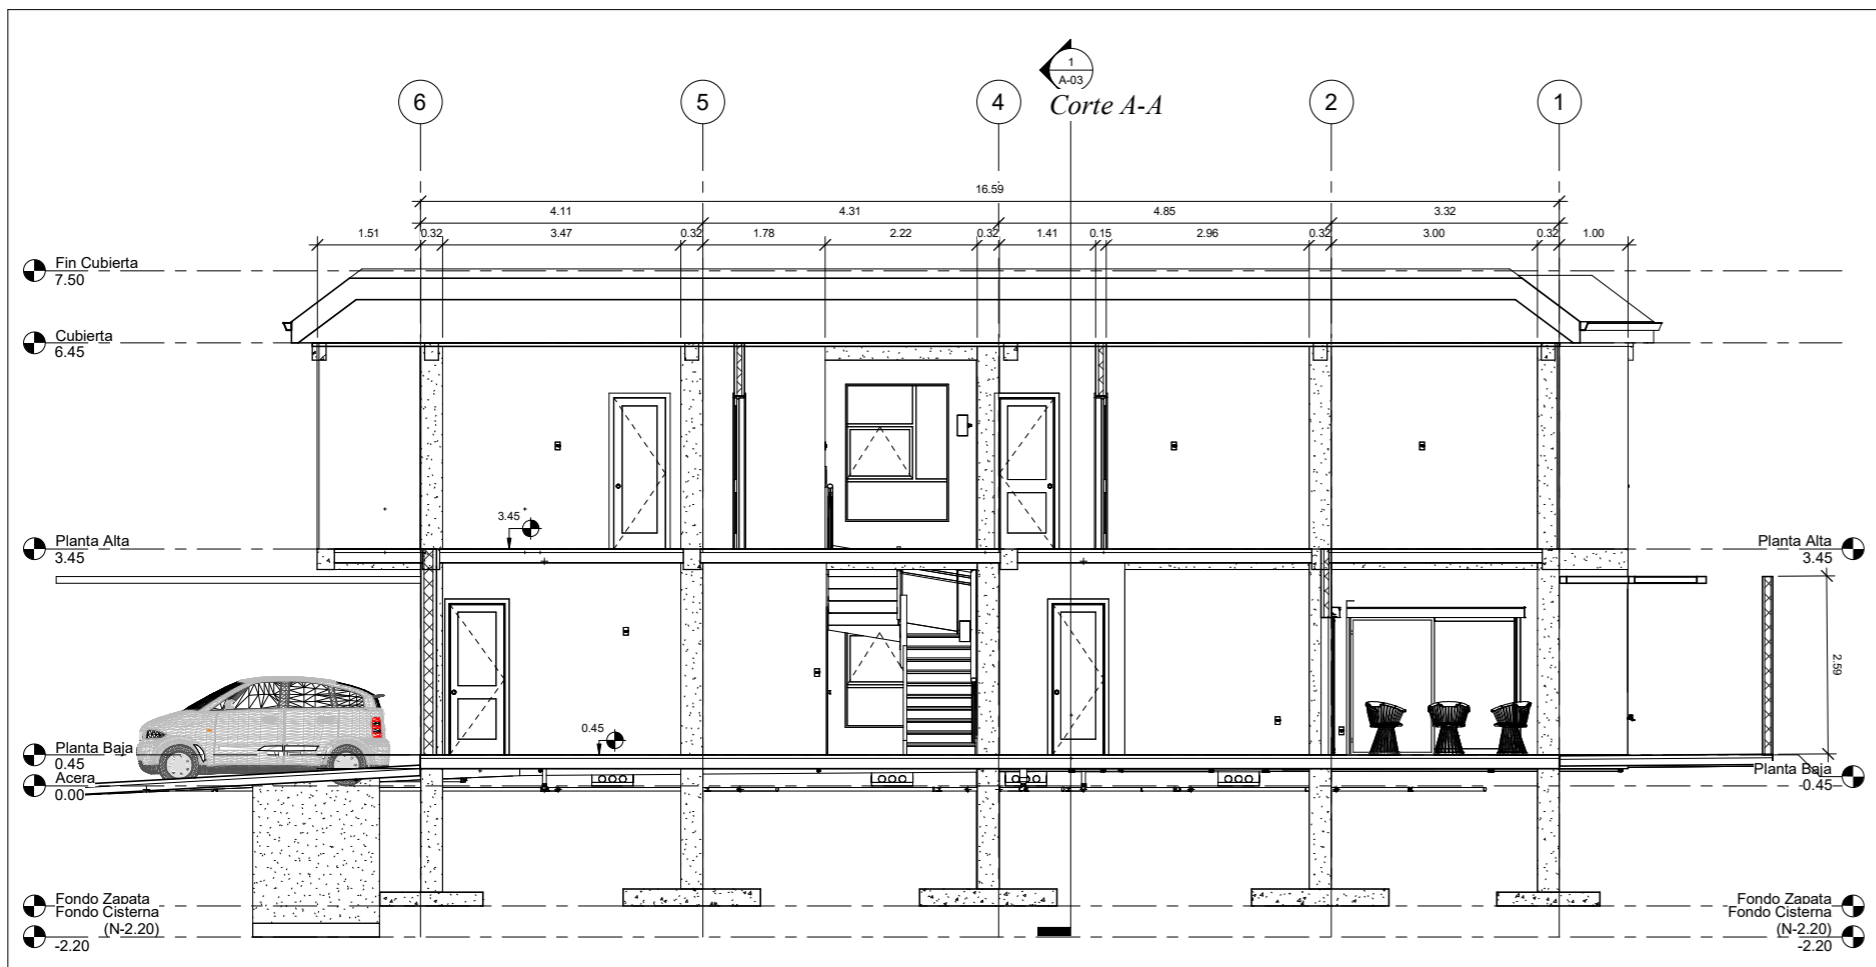 1
A-03
Corte A-A
6
5
4
2
1
16.59
4.11
4.31
4.85
3.32
1.51
0.32
3.47
0.32
1.78
2.22
0.32
1.41
0.15
2.96
0.32
3.00
0.32
1.00
Fin Cubierta
7.50
Cubierta
6.45
3.45
Planta Alta
3.45
Planta Alta
3.45
2.59
0.45
Planta Baja
0.45
Acera
0.00
Planta Baja
0.45
Fondo Zapata
Fondo Cisterna
(N-2.20)
-2.20
Fondo Zapata
Fondo Cisterna
(N-2.20)
-2.20